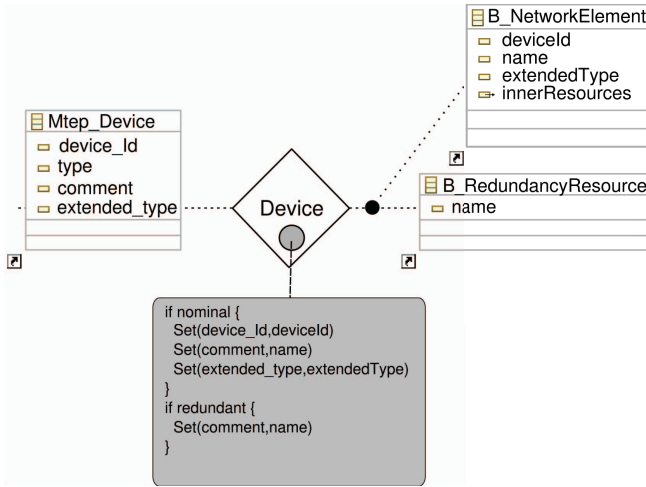 B_NetworkElement
deviceId
name
extendedType
innerResources
Mtep_Device
device_Id
type
comment
extended_type
Device
B_RedundancyResource
name
if nominal {
Set(device_Id,deviceId)
Set(comment,name)
Set(extended_type,extendedType)
}
if redundant {
Set(comment,name)
}